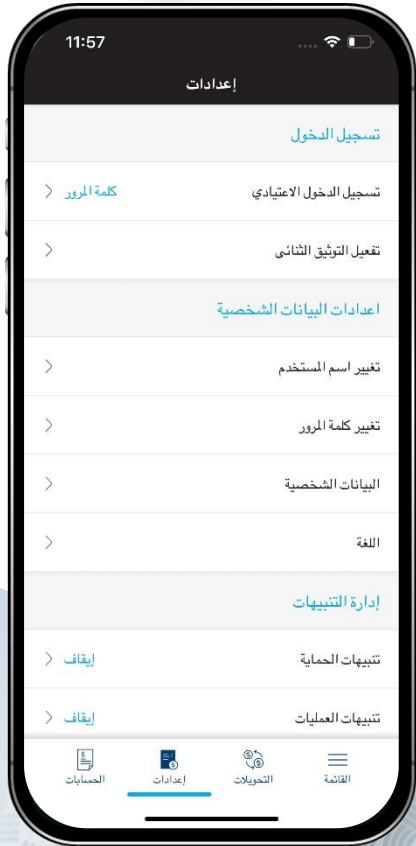 11:57
إعدادات
تسجيل الدخول
تسجيل الدخول الاعتيادي كلمة المرور
تفعيل التوثيق الثنائى
اعدادات البيانات الشخصية
تغيير اسم المستخدم
تغيير كلمة المرور
البيانات الشخصية
اللغة
إدارة التنبيهات
تنبيهات الحماية إيقاف
تنبيهات العمليات إيقاف
القائمة التحويلات إعدادات الحسابات